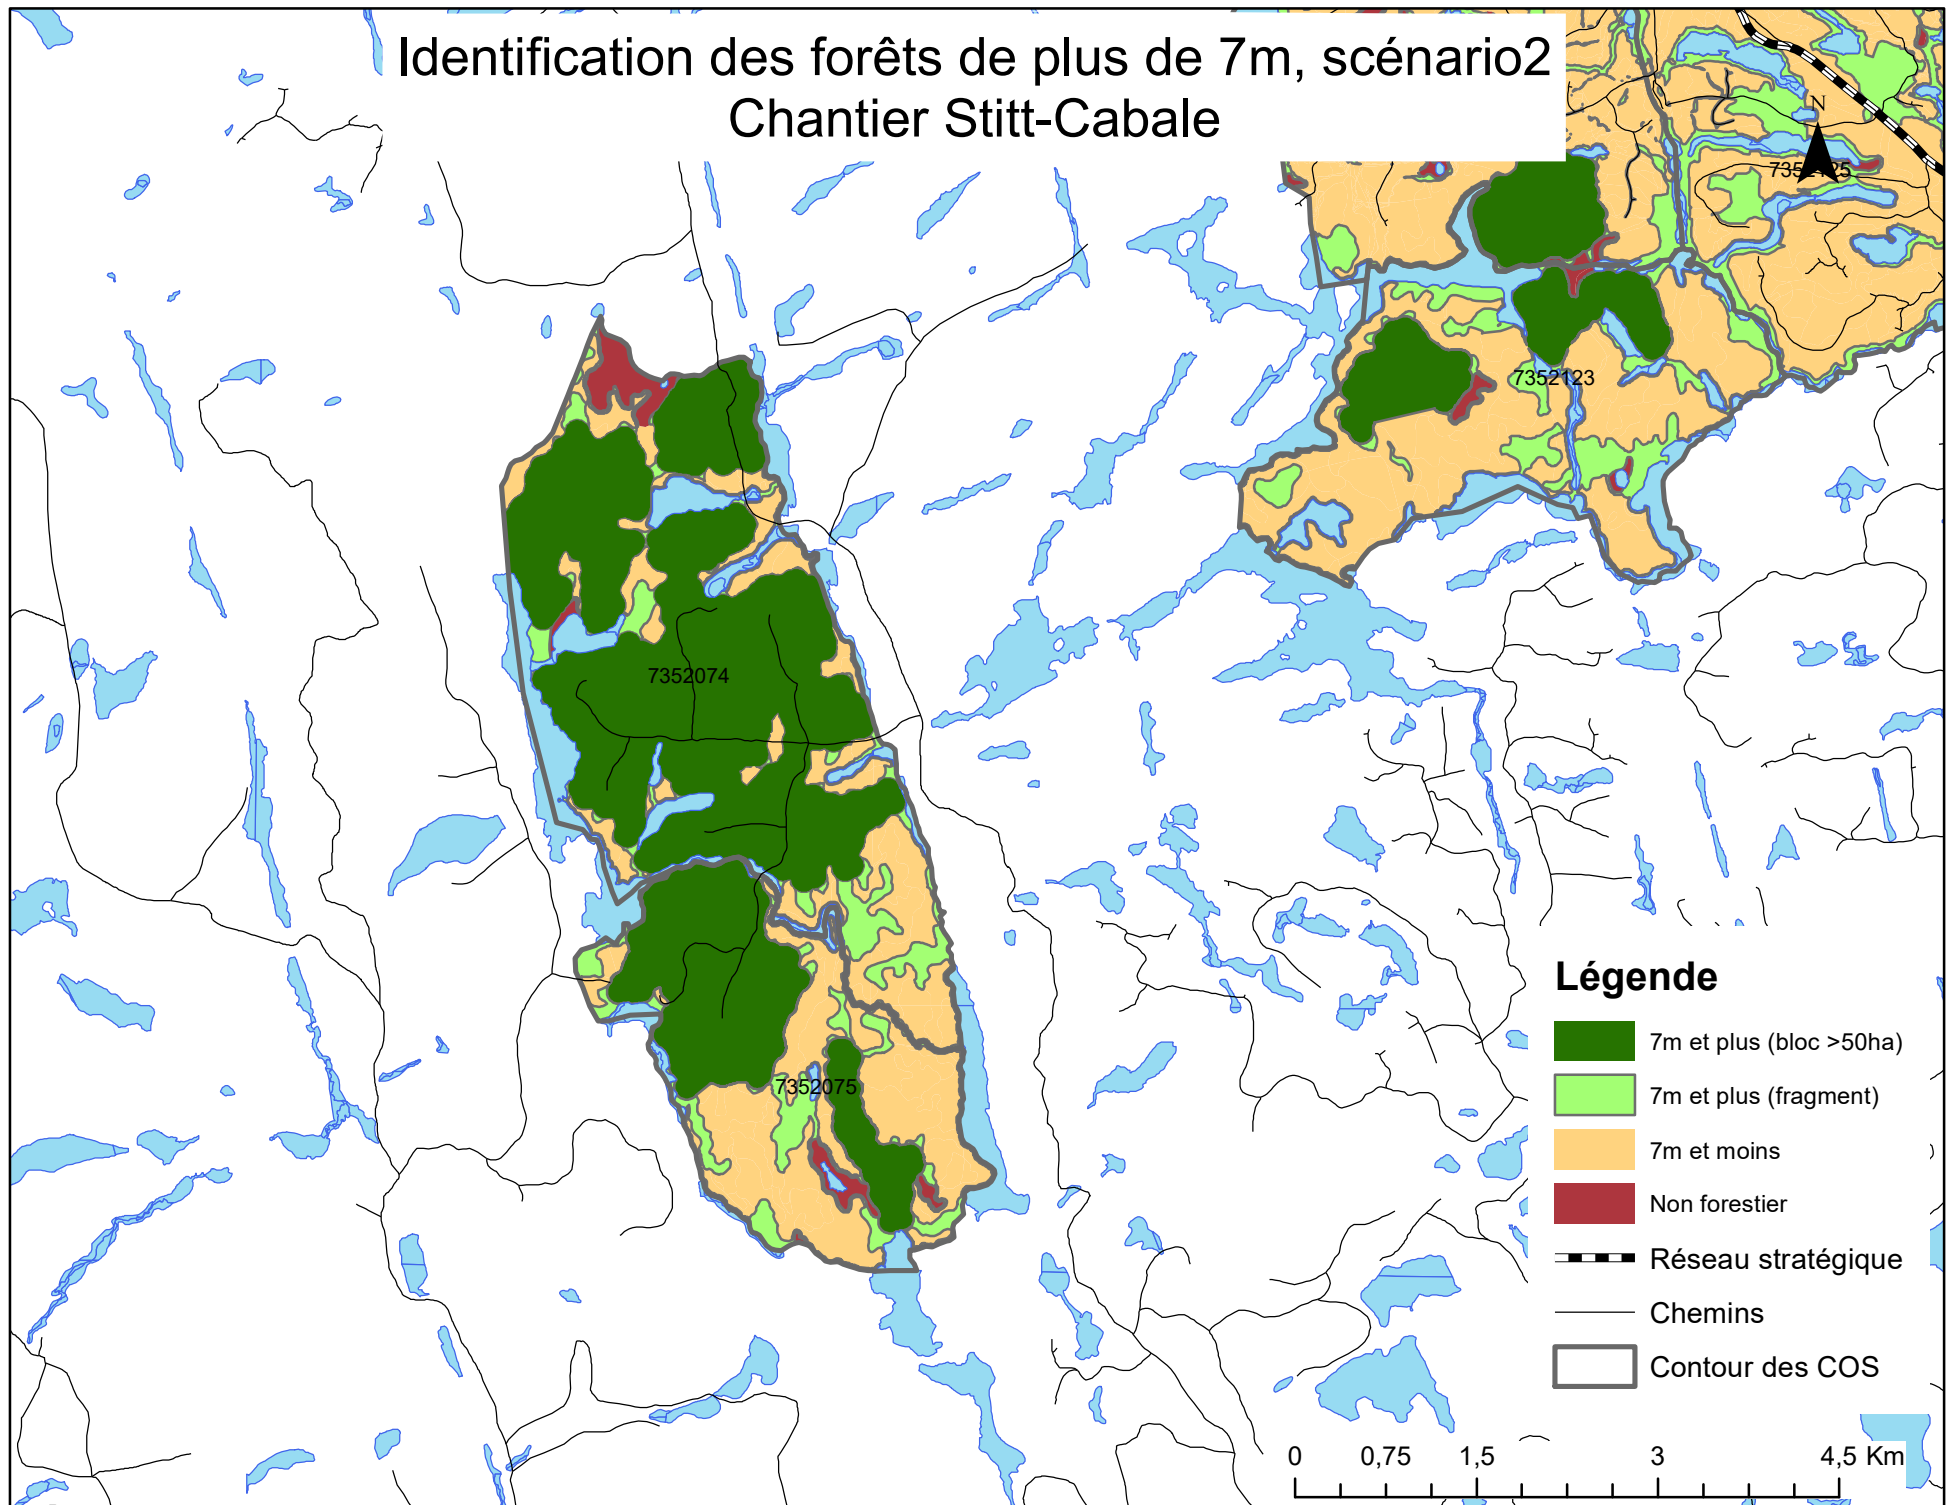 Identification des forêts de plus de 7m, scénario2
Chantier Stitt-Cabale
N
7352125
7352123
7352074
7352075
Légende
7m et plus (bloc >50ha)
7m et plus (fragment)
7m et moins
Non forestier
Réseau stratégique
Chemins
Contour des COS
0 0,75 1,5 3 4,5 Km